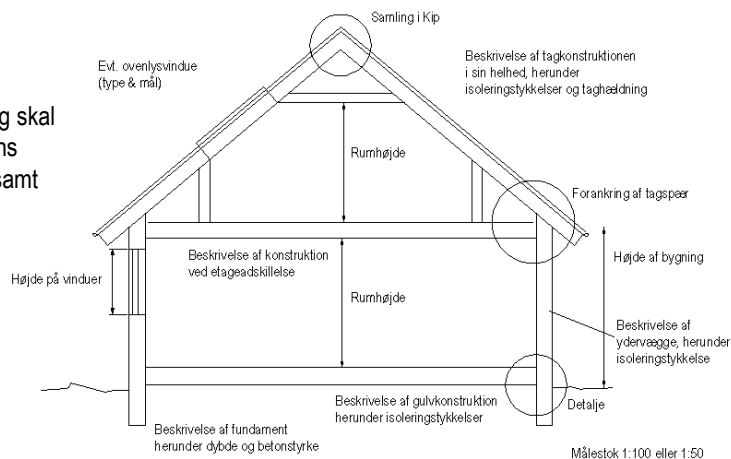 Samling i Kip
Evt. ovenlysvindue
(type & mål)
Beskrivelse af tagkonstruktionen
i sin helhed, herunder
isoleringstykkelser og taghældning
g skal
ns
samt
Rumhøjde
Forankring af tagspær
Beskrivelse af konstruktion
ved etageadskillelse
Højde på vinduer
Højde af bygning
Rumhøjde
Beskrivelse af
ydervægge, herunder
isoleringstykkelse
Beskrivelse af gulvkonstruktion
herunder isoleringstykkelser
Detalje
Beskrivelse af fundament
herunder dybde og betonstyrke
Målestok 1:100 eller 1:50